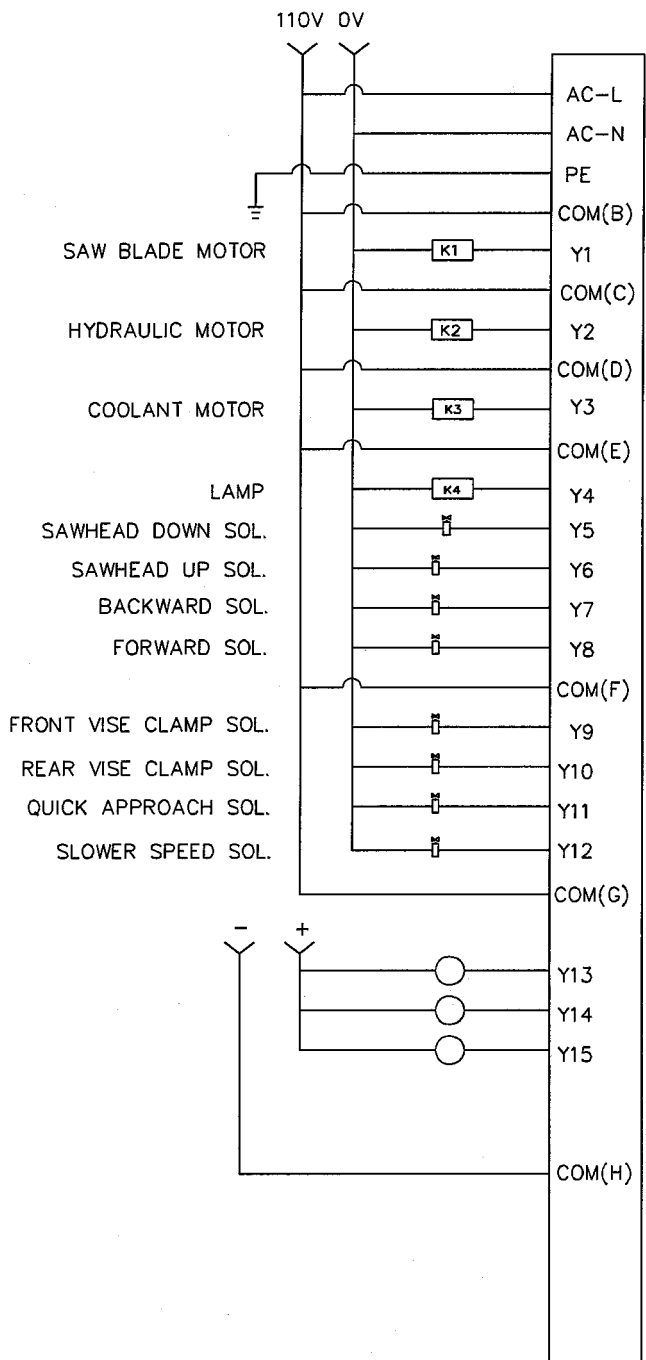 110V 0V
AC-L
AC-N
PE
COM(B)
SAW BLADE MOTOR K1 Y1
COM(C)
HYDRAULIC MOTOR K2 Y2
COM(D)
COOLANT MOTOR K3 Y3
COM(E)
LAMP K4 Y4
SAWHEAD DOWN SOL. Y5
SAWHEAD UP SOL. Y6
BACKWARD SOL. Y7
FORWARD SOL. Y8
COM(F)
FRONT VISE CLAMP SOL. Y9
REAR VISE CLAMP SOL. Y10
QUICK APPROACH SOL. Y11
SLOWER SPEED SOL. Y12
COM(G)
- +
Y13
Y14
Y15
COM(H)